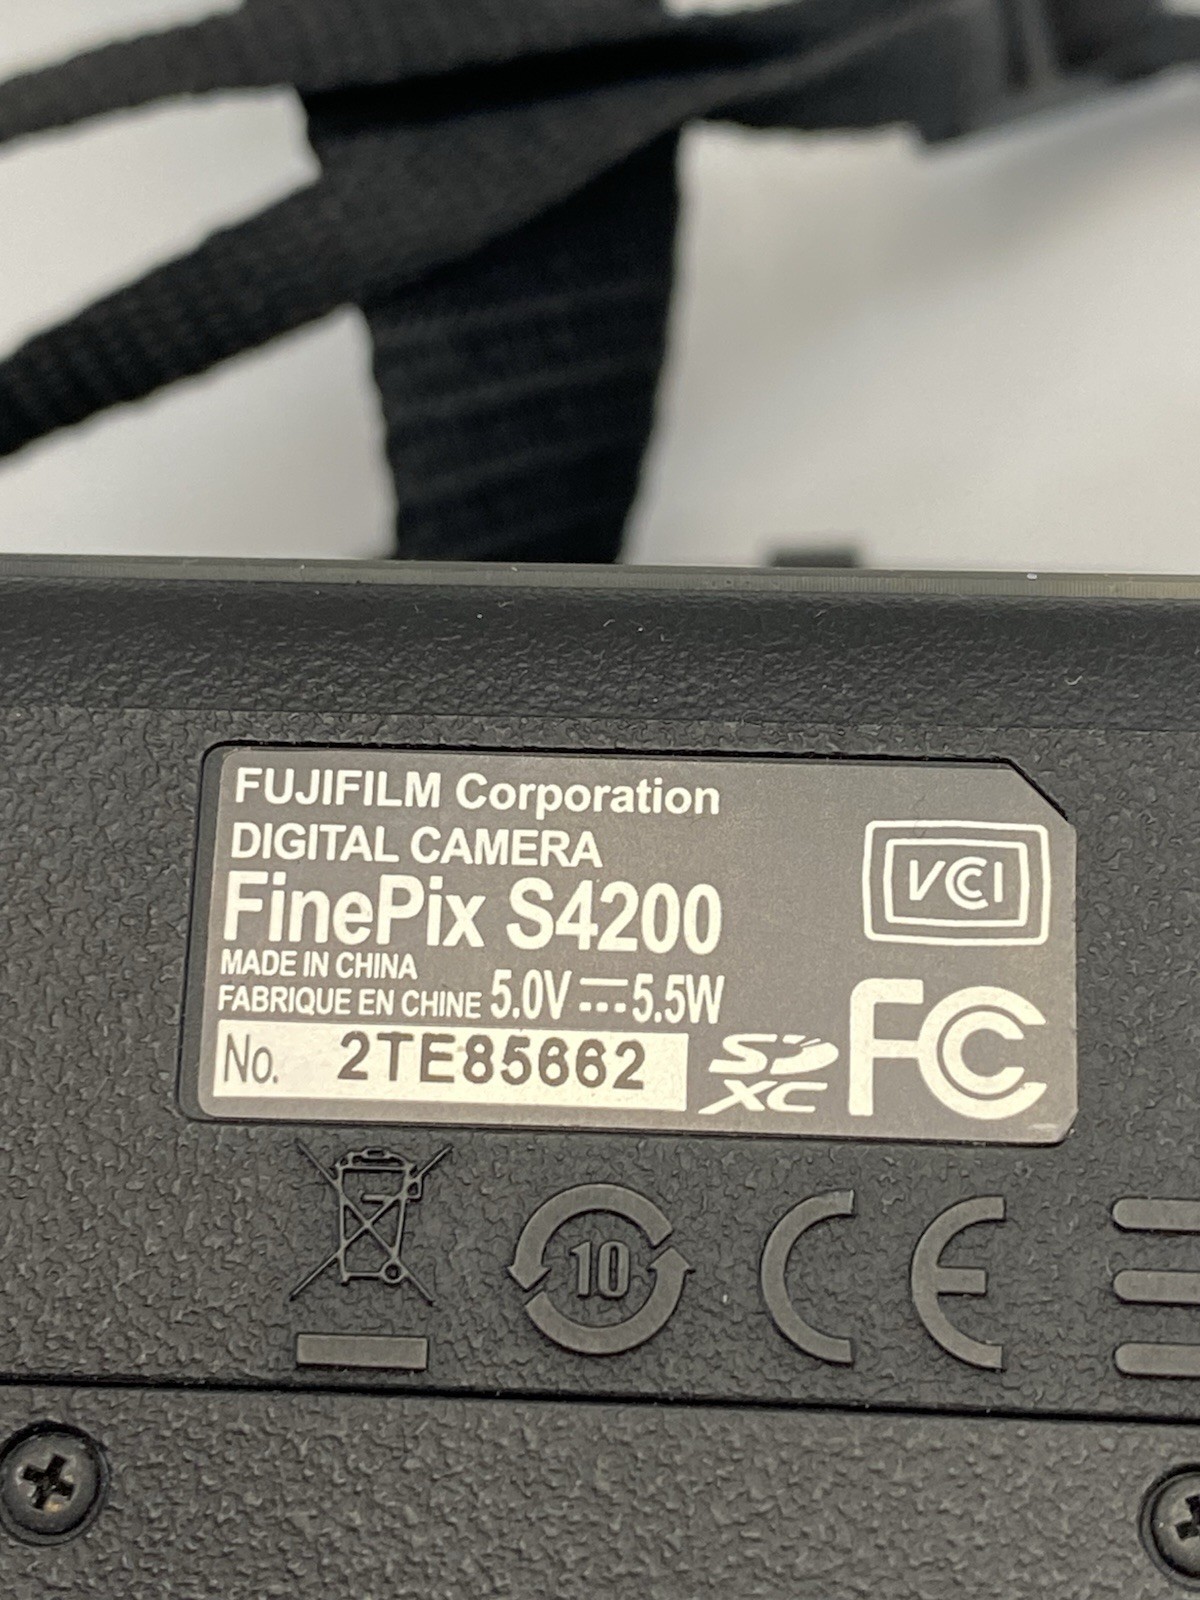 FUJIFILM Corporation
DIGITAL CAMERA
FinePix S4200
MADE IN CHINA
FABRIQUE EN CHINE 5.0V⎓5.5W
No. 2TE85662
VCCI
SD
XC
FC
10
CE